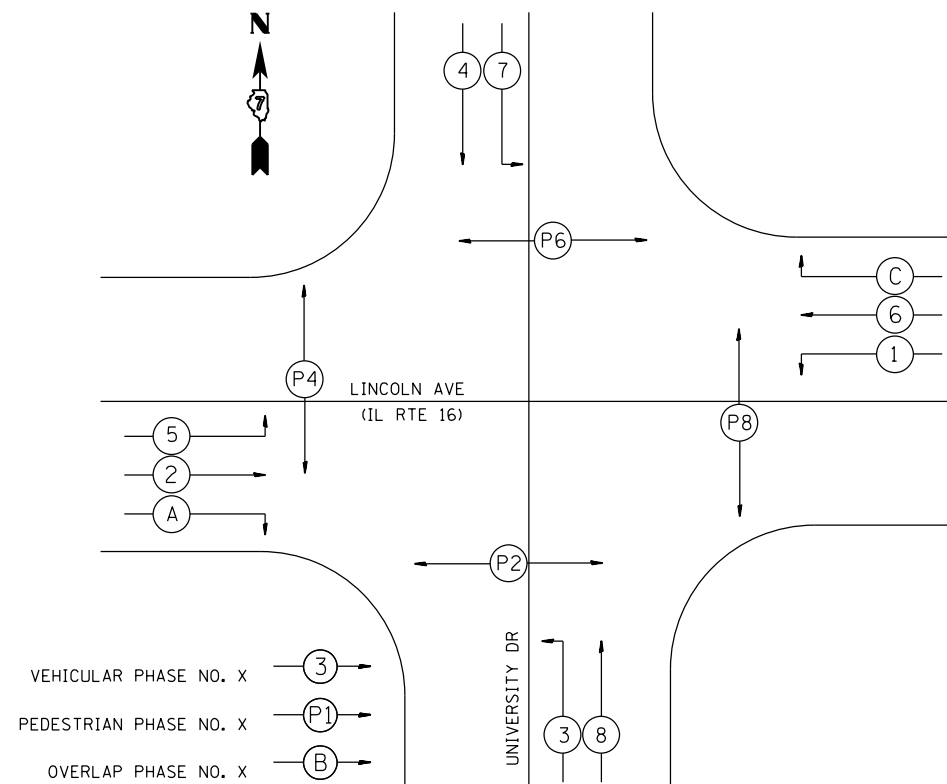 N
7
4
7
P6
C
6
1
P4
LINCOLN AVE
(IL RTE 16)
P8
5
2
A
P2
UNIVERSITY DR
3
8
VEHICULAR PHASE NO. X
3
PEDESTRIAN PHASE NO. X
P1
OVERLAP PHASE NO. X
B